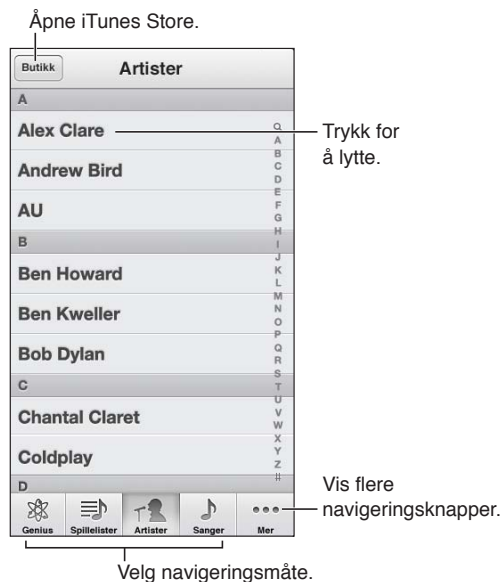 Åpne iTunes Store.
Butikk
Artister
A
Alex Clare
Trykk for
å lytte.
Andrew Bird
AU
B
Ben Howard
Ben Kweller
Bob Dylan
C
Chantal Claret
Coldplay
D
Q
A
B
C
D
E
F
G
H
I
J
K
L
M
N
O
P
Q
R
S
T
U
V
W
X
Y
Z
#
Vis flere
navigeringsknapper.
Genius Spillelister Artister Sanger Mer
Velg navigeringsmåte.